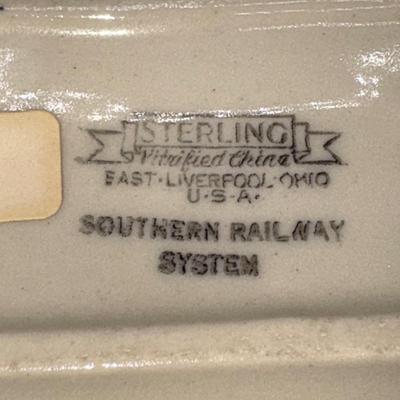 STERLING
Vitrified China
EAST·LIVERPOOL·OHIO
U·S·A·
SOUTHERN RAILWAY
SYSTEM